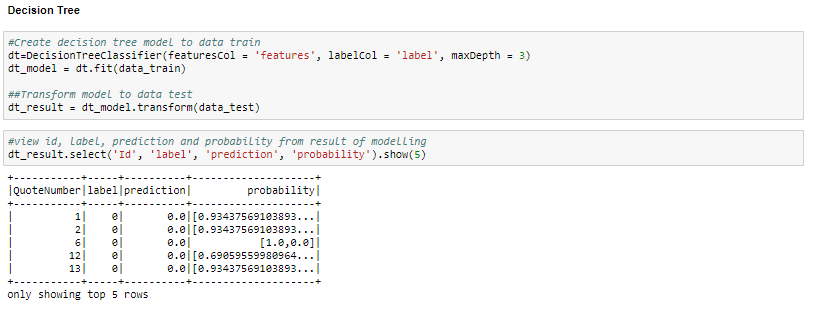 Decision Tree
#Create decision tree model to data train
dt=DecisionTreeClassifier(featuresCol = 'features', labelCol = 'label', maxDepth = 3)
dt_model = dt.fit(data_train)
##Transform model to data test
dt_result = dt_model.transform(data_test)
#view id, label, prediction and probability from result of modelling
dt_result.select('Id', 'label', 'prediction', 'probability').show(5)
+-----------+-----+----------+--------------------+
|QuoteNumber|label|prediction|         probability|
+-----------+-----+----------+--------------------+
|          1|    0|       0.0|[0.93437569103893...|
|          2|    0|       0.0|[0.93437569103893...|
|          6|    0|       0.0|           [1.0,0.0]|
|         12|    0|       0.0|[0.69059559980964...|
|         13|    0|       0.0|[0.93437569103893...|
+-----------+-----+----------+--------------------+
only showing top 5 rows